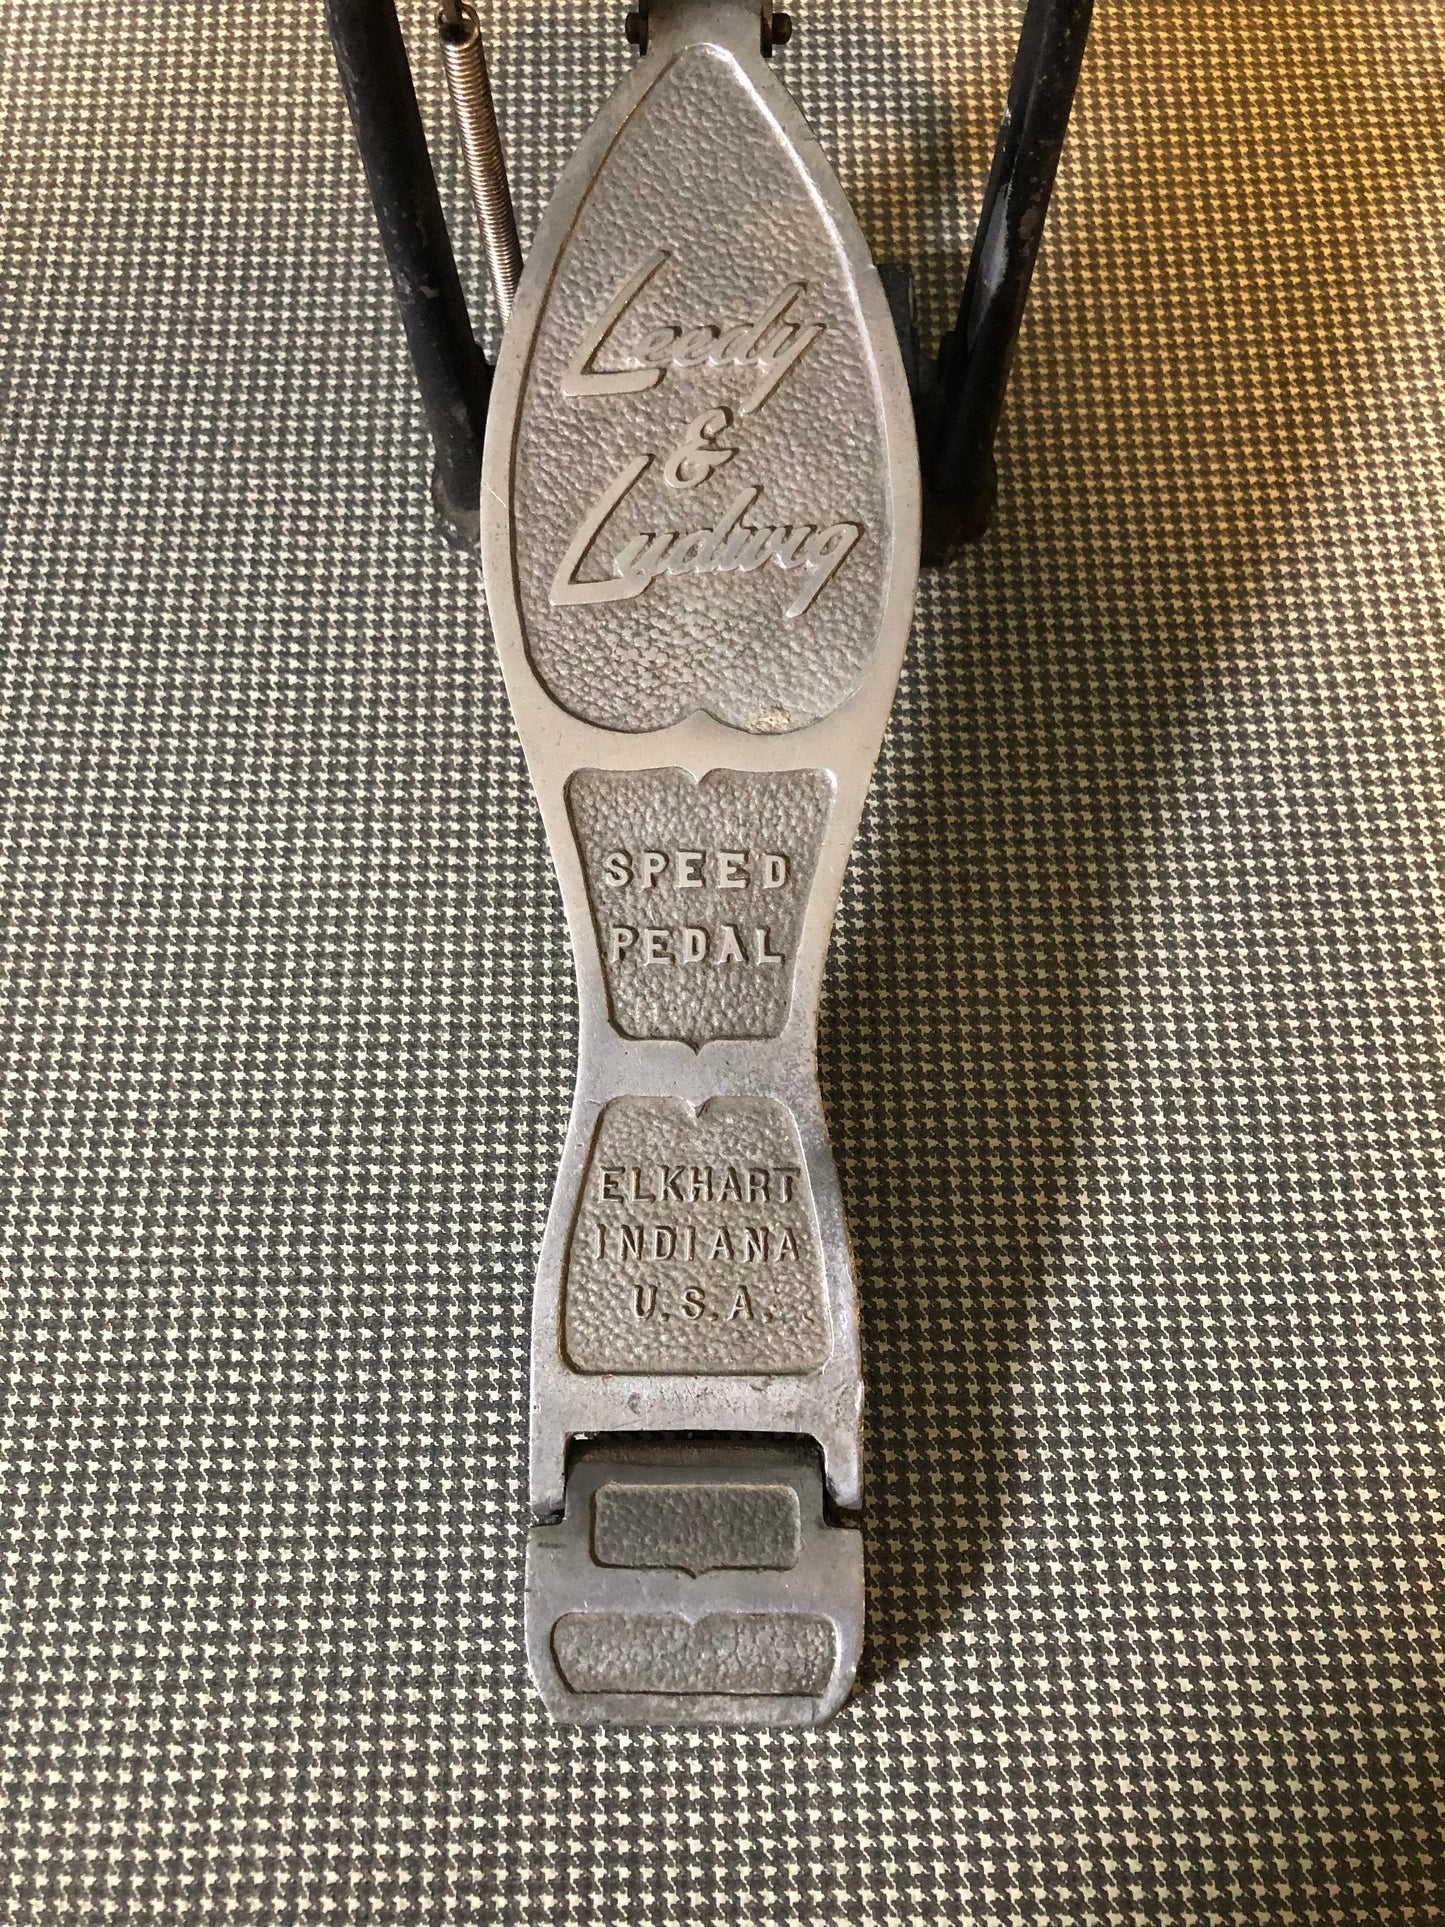 Leedy
&
Ludwig
SPEED
PEDAL
ELKHART
INDIANA
U.S.A.